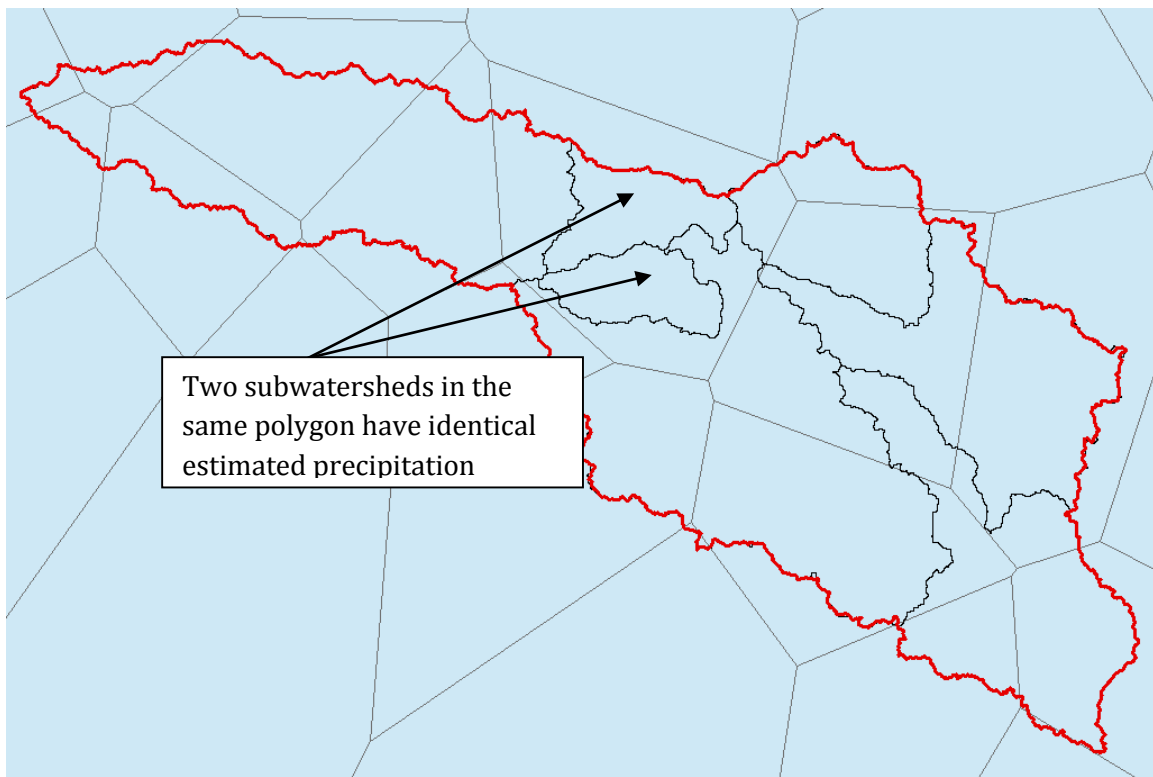 Two subwatersheds in the
same polygon have identical
estimated precipitation